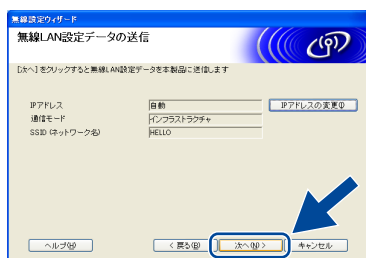 無線設定ウィザード
無線LAN設定データの送信
[次へ]をクリックすると無線LAN設定データを本製品に送信します
IPアドレス 自動 IPアドレスの変更(I)
通信モード インフラストラクチャ
SSID (ネットワーク名) HELLO
ヘルプ(H) < 戻る(B) 次へ(N) > キャンセル